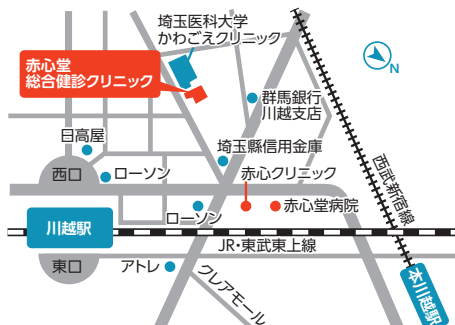 埼玉医科大学
かわごえクリニック
赤心堂
総合健診クリニック
N
群馬銀行
川越支店
日高屋
埼玉縣信用金庫
西口
ローソン
赤心クリニック
西武新宿線
ローソン
赤心堂病院
川越駅
JR・東武東上線
東口
アトレ
クレアモール
本川越駅